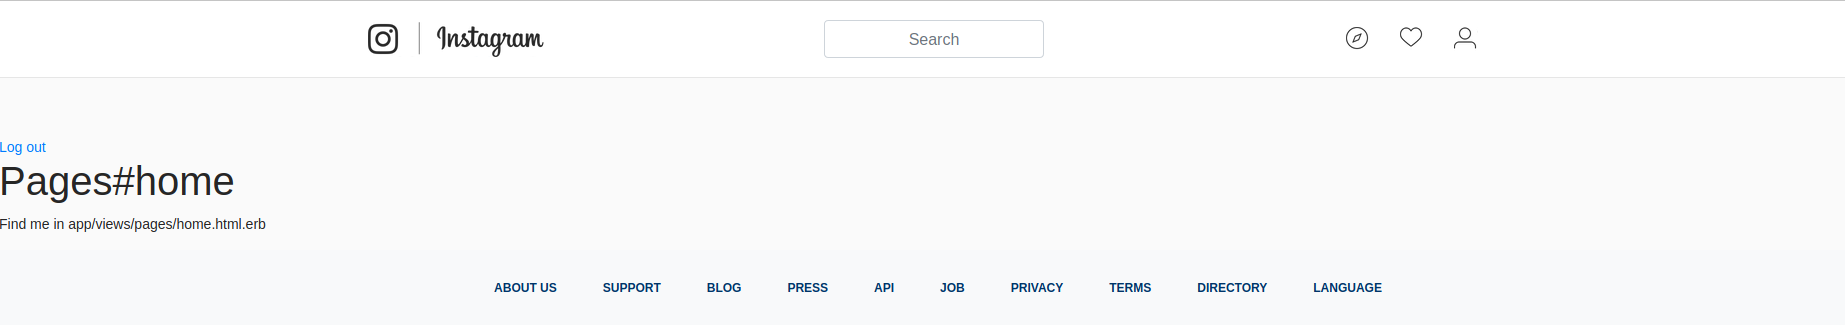 Instagram Search
Log out
Pages#home
Find me in app/views/pages/home.html.erb
ABOUT US SUPPORT BLOG PRESS API JOB PRIVACY TERMS DIRECTORY LANGUAGE